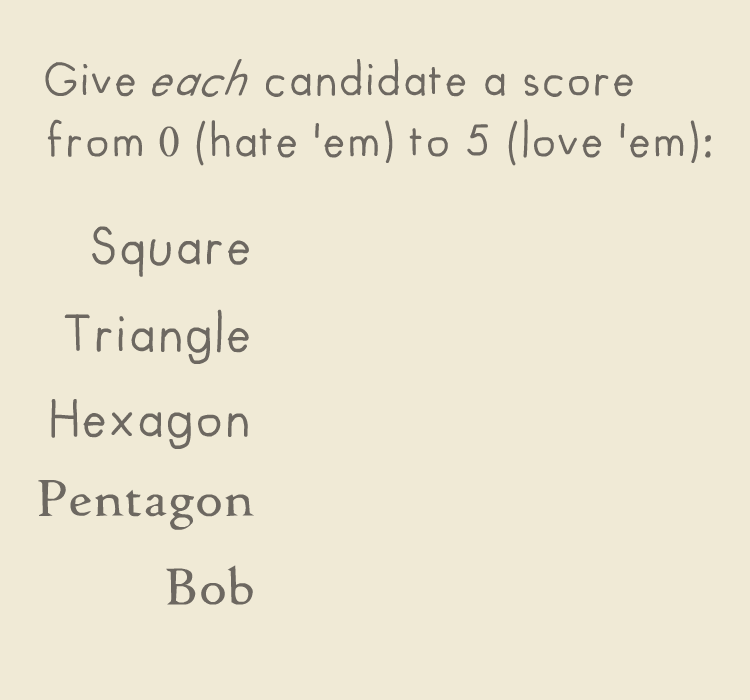 Give each candidate a score
from 0 (hate 'em) to 5 (love 'em):
Square
Triangle
Hexagon
Pentagon
Bob